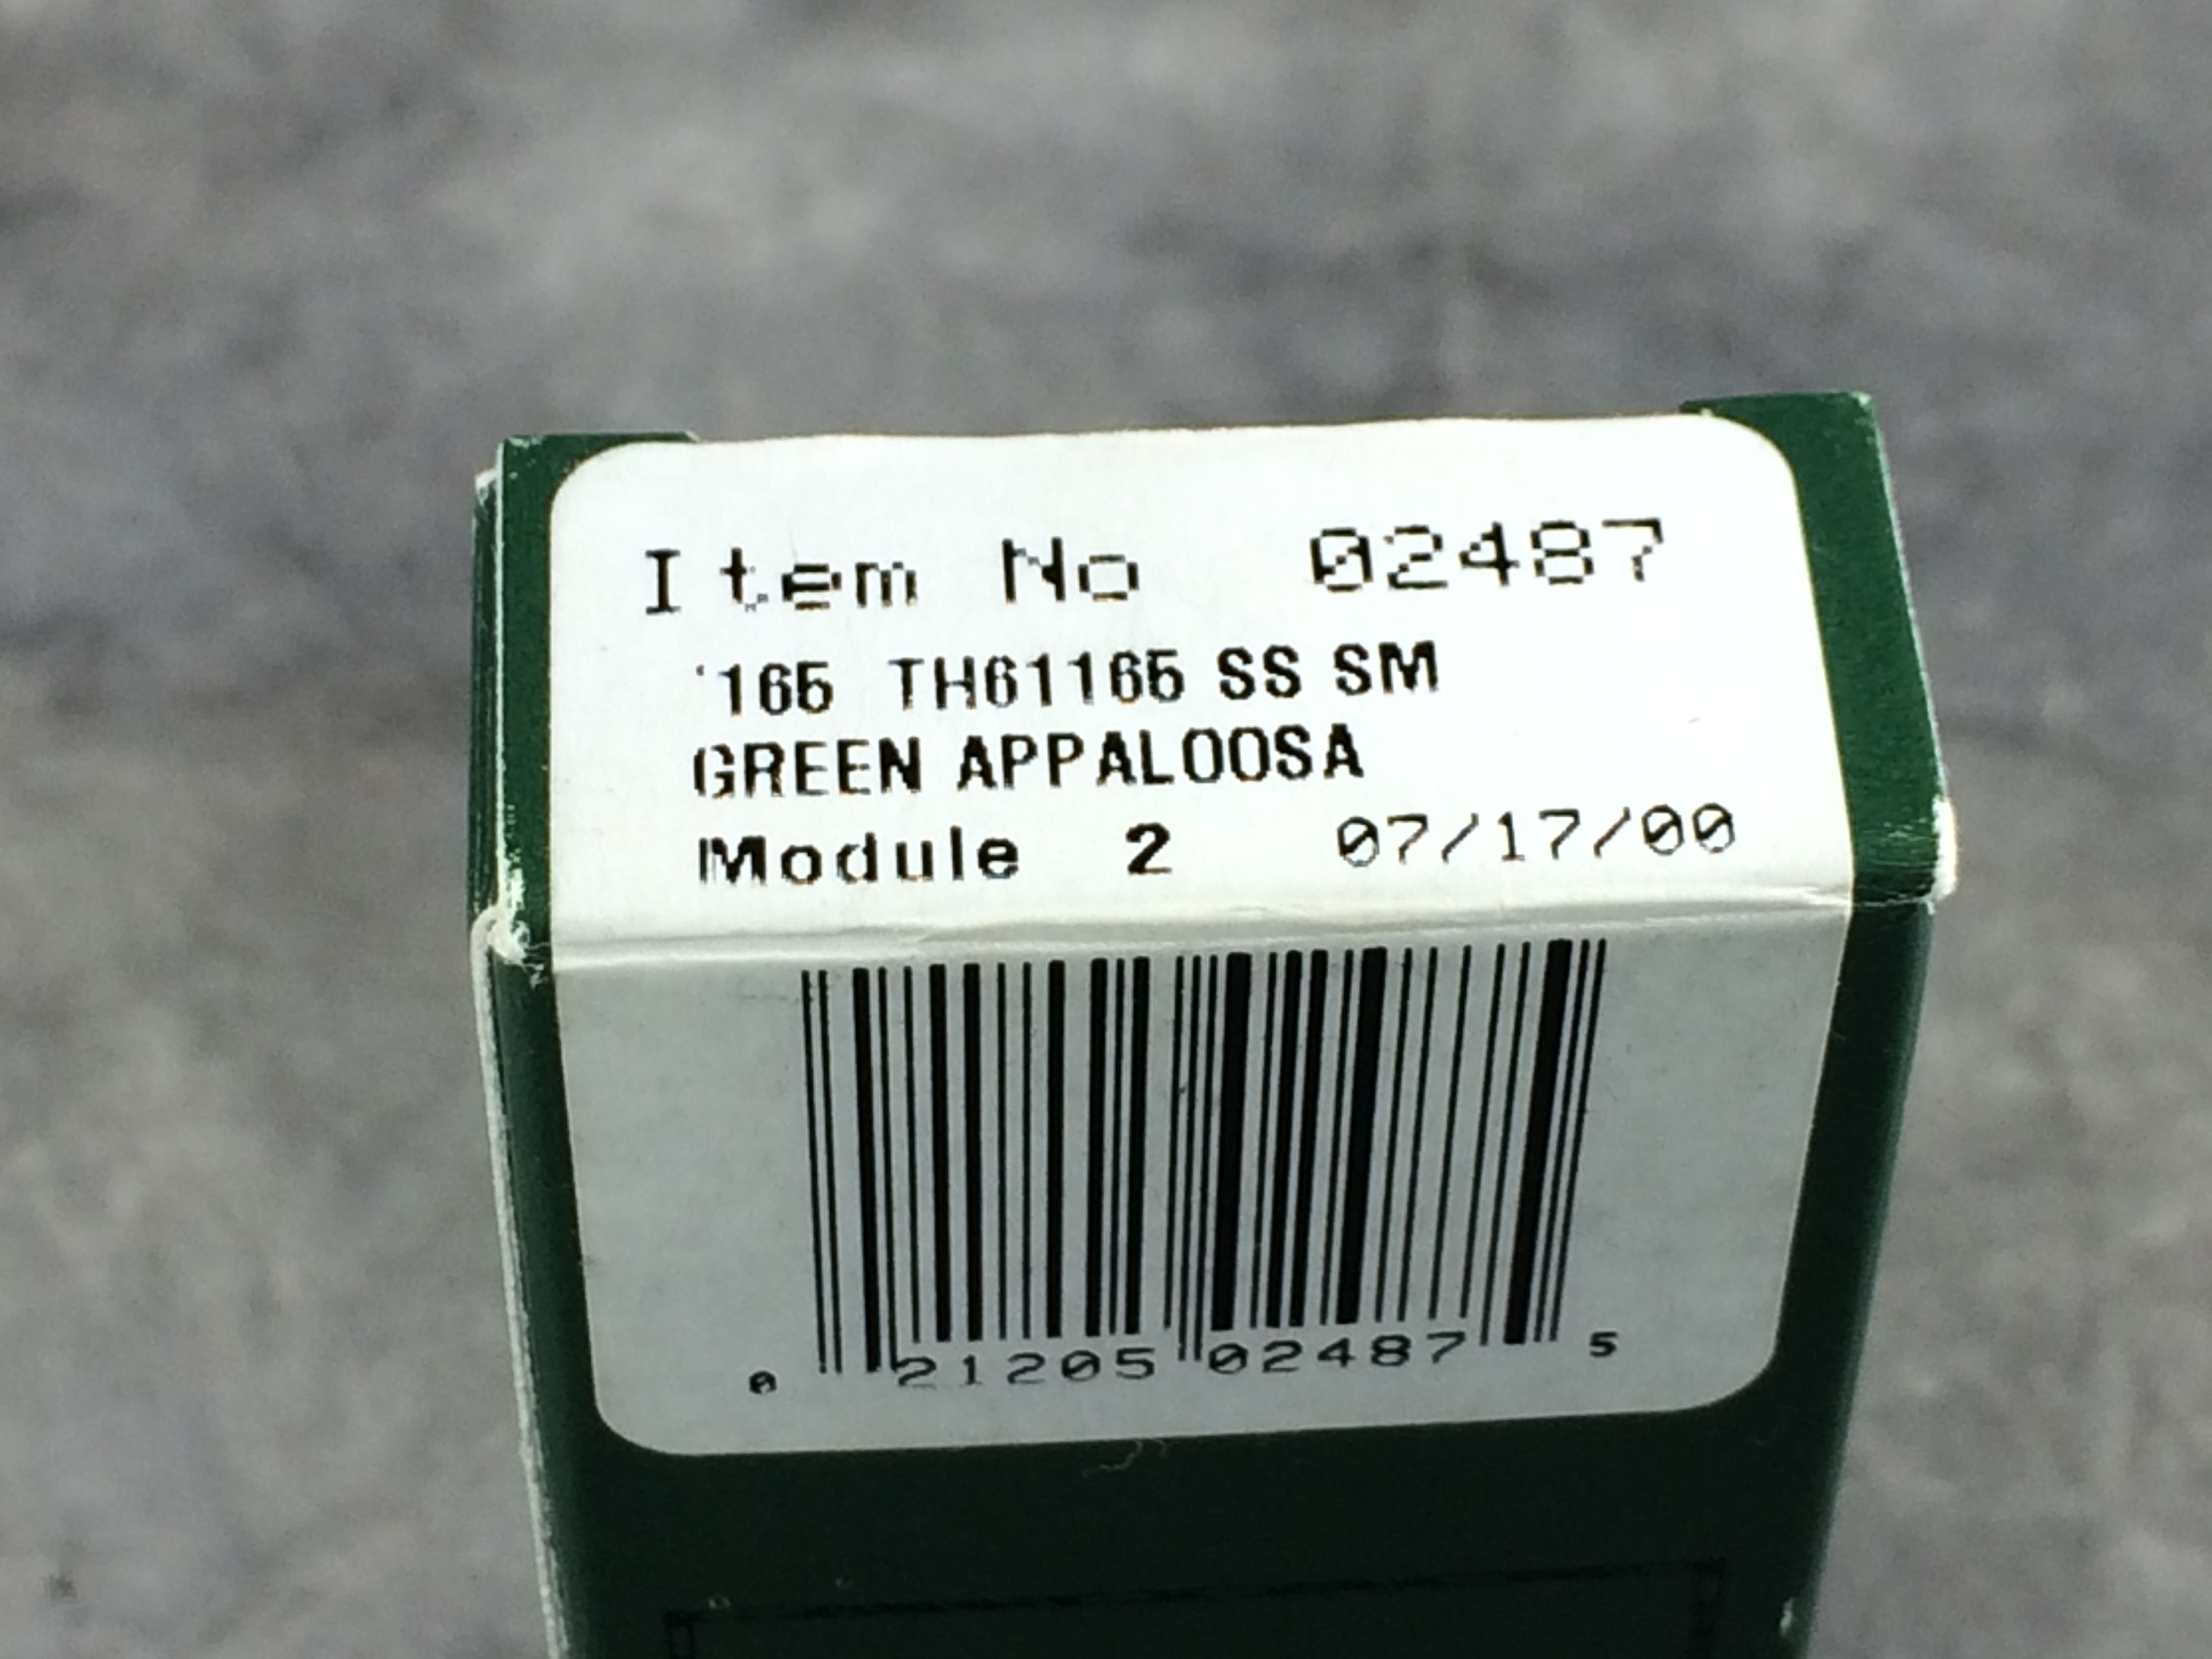 Item No 02487
'165 TH61165 SS SM
GREEN APPALOOSA
Module 2 07/17/00
0 21205 02487 5